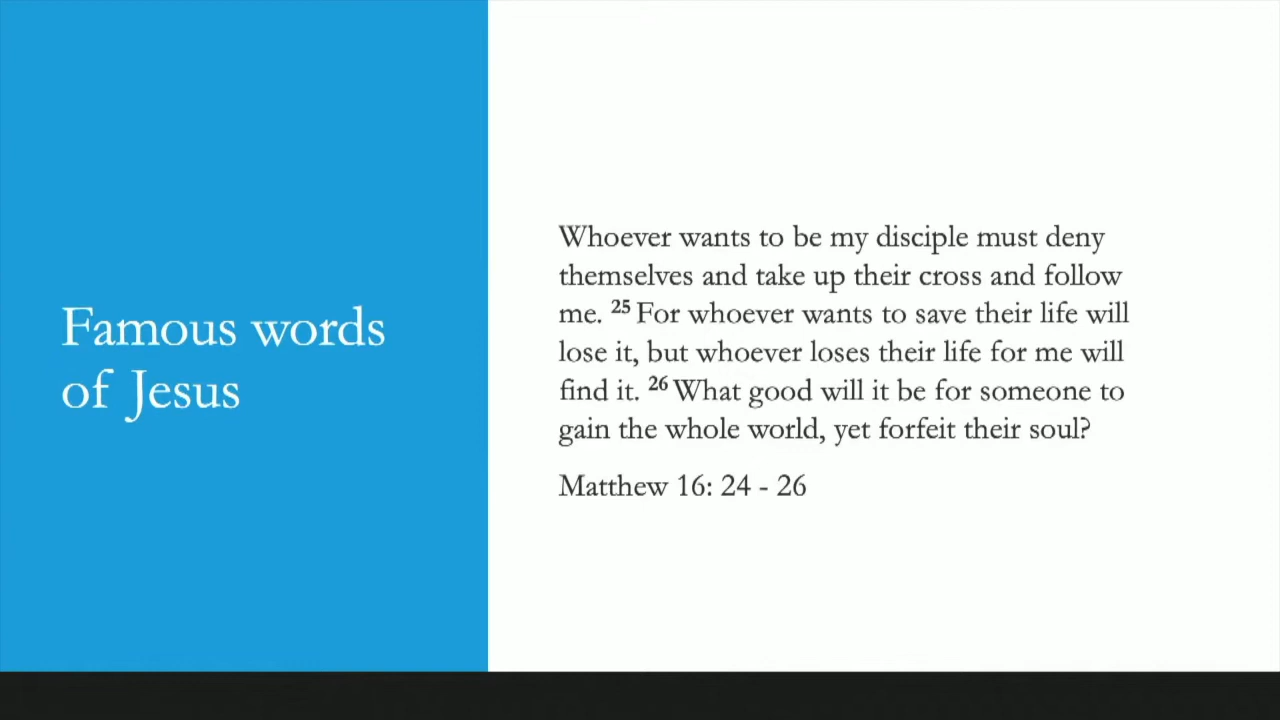 Famous words
of Jesus
Whoever wants to be my disciple must deny
themselves and take up their cross and follow
me. 25 For whoever wants to save their life will
lose it, but whoever loses their life for me will
find it. 26 What good will it be for someone to
gain the whole world, yet forfeit their soul?
Matthew 16: 24 - 26